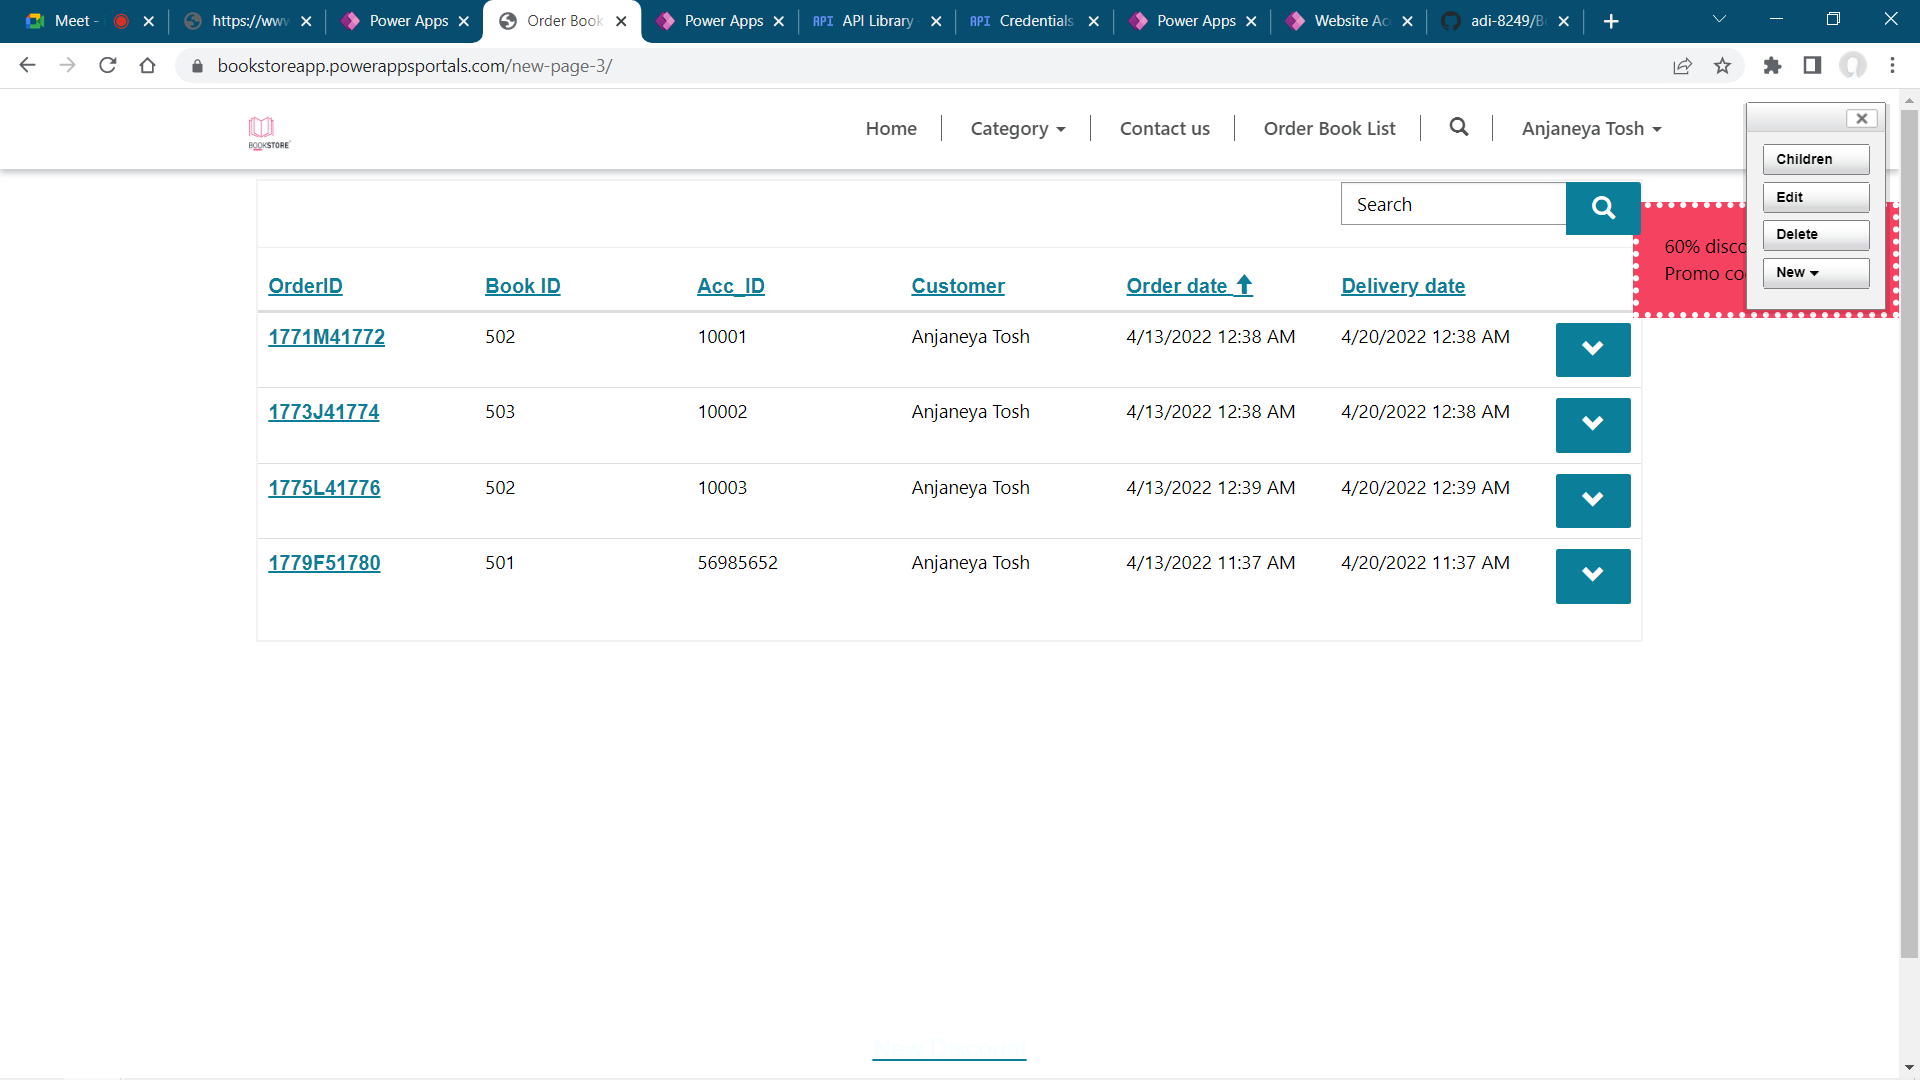 Meet -
https://www
Power Apps
Order Book
Power Apps
API API Library
API Credentials
Power Apps
Website Ac
adi-8249/B
bookstoreapp.powerappsportals.com/new-page-3/
BOOKSTORE
Home
Category
Contact us
Order Book List
Anjaneya Tosh
Children
Edit
Delete
New
Search
60% disco
Promo co
OrderID Book ID Acc_ID Customer Order date Delivery date
1771M41772 502 10001 Anjaneya Tosh 4/13/2022 12:38 AM 4/20/2022 12:38 AM
1773J41774 503 10002 Anjaneya Tosh 4/13/2022 12:38 AM 4/20/2022 12:38 AM
1775L41776 502 10003 Anjaneya Tosh 4/13/2022 12:39 AM 4/20/2022 12:39 AM
1779F51780 501 56985652 Anjaneya Tosh 4/13/2022 11:37 AM 4/20/2022 11:37 AM